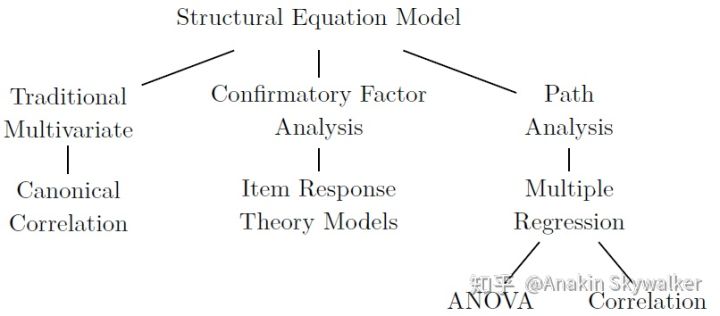 Structural Equation Model
Traditional
Multivariate
Confirmatory Factor
Analysis
Path
Analysis
Canonical
Correlation
Item Response
Theory Models
Multiple
Regression
知乎 @Anakin Skywalker
ANOVA
Correlation